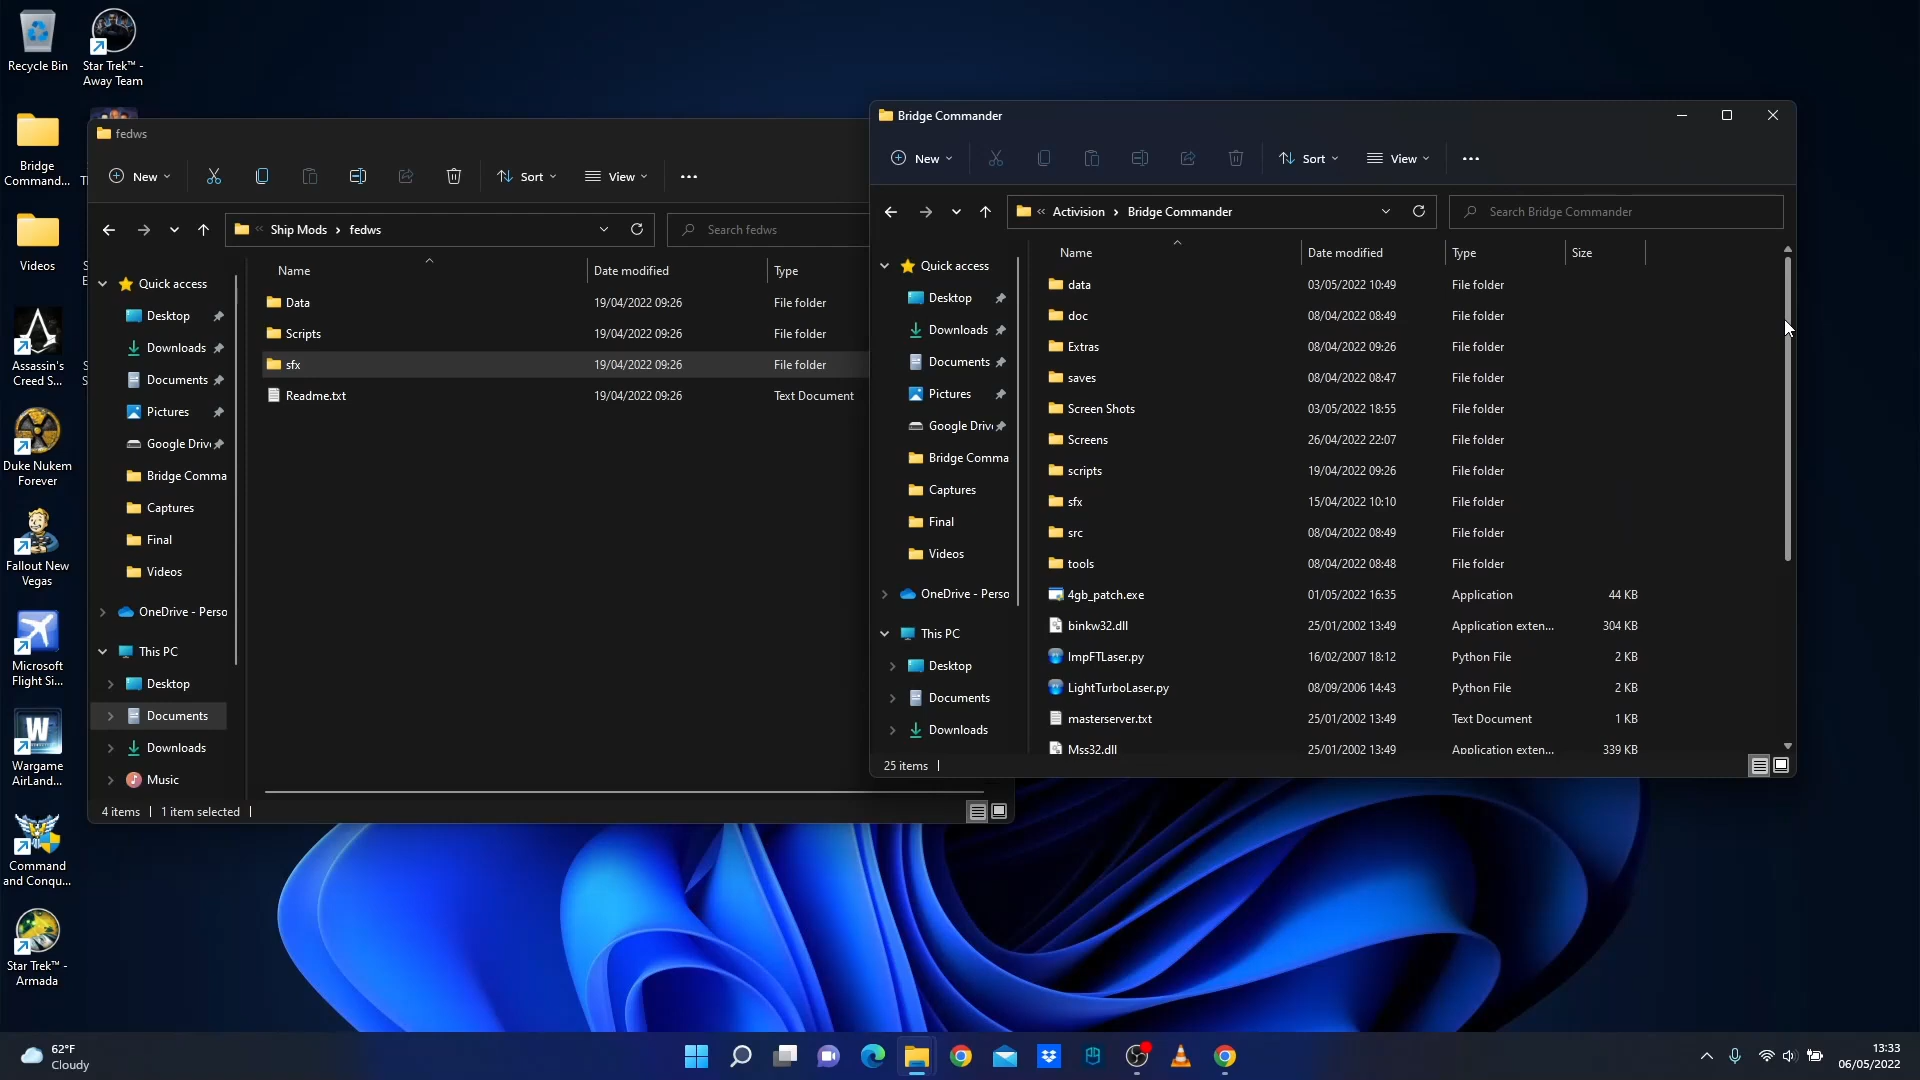 Recycle Bin
Star Trek™ -
Away Team
Bridge
Command...
Videos
Assassin's
Creed S...
Duke Nukem
Forever
Fallout New
Vegas
Microsoft
Flight Si...
Wargame
AirLand...
Command
and Conqu...
Star Trek™ -
Armada
fedws
New
Sort
View
Ship Mods
fedws
Search fedws
Quick access
Desktop
Downloads
Documents
Pictures
Google Driv
Bridge Comma
Captures
Final
Videos
OneDrive - Perso
This PC
Desktop
Documents
Downloads
Music
Name
Date modified
Type
Data
19/04/2022 09:26
File folder
Scripts
19/04/2022 09:26
File folder
sfx
19/04/2022 09:26
File folder
Readme.txt
19/04/2022 09:26
Text Document
4 items
1 item selected
Bridge Commander
New
Sort
View
Activision
Bridge Commander
Search Bridge Commander
Quick access
Desktop
Downloads
Documents
Pictures
Google Driv
Bridge Comma
Captures
Final
Videos
OneDrive - Perso
This PC
Desktop
Documents
Downloads
Name
Date modified
Type
Size
data
03/05/2022 10:49
File folder
doc
08/04/2022 08:49
File folder
Extras
08/04/2022 09:26
File folder
saves
08/04/2022 08:47
File folder
Screen Shots
03/05/2022 18:55
File folder
Screens
26/04/2022 22:07
File folder
scripts
19/04/2022 09:26
File folder
sfx
15/04/2022 10:10
File folder
src
08/04/2022 08:49
File folder
tools
08/04/2022 08:48
File folder
4gb_patch.exe
01/05/2022 16:35
Application
44 KB
binkw32.dll
25/01/2002 13:49
Application exten...
304 KB
ImpFTLaser.py
16/02/2007 18:12
Python File
2 KB
LightTurboLaser.py
08/09/2006 14:43
Python File
2 KB
masterserver.txt
25/01/2002 13:49
Text Document
1 KB
Mss32.dll
25/01/2002 13:49
Application exten...
339 KB
25 items
62°F
Cloudy
13:33
06/05/2022